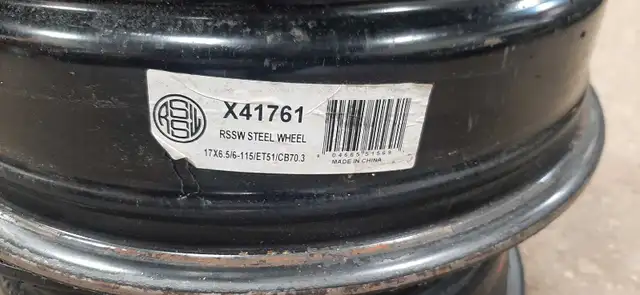 RSSW
X41761
RSSW STEEL WHEEL
17X6.5/6-115/ET51/CB70.3
MADE IN CHINA